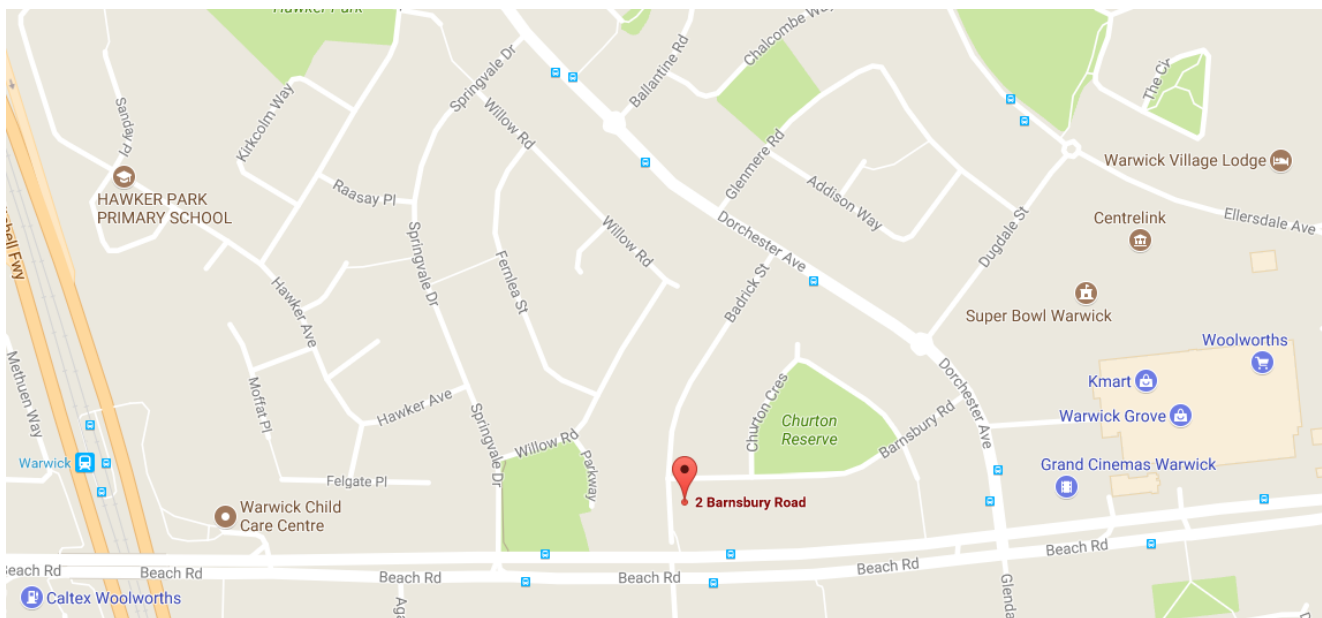 Hawker Park
Chalcombe Way
Ballantine Rd
Springvale Dr
The Cir
Sanday Pl
Kirkcolm Way
Willow Rd
Glenmere Rd
Warwick Village Lodge
HAWKER PARK
PRIMARY SCHOOL
Raasay Pl
Addison Way
Willow Rd
Dorchester Ave
Dugdale St
Centrelink
Ellersdale Ave
Fwy
Springvale Dr
Fernlea St
Badrick St
Hawker Ave
Super Bowl Warwick
Woolworths
Methuen Way
Moffat Pl
Kmart
Dorchester Ave
Hawker Ave
Churton Cres
Churton
Reserve
Barnsbury Rd
Warwick Grove
Springvale Dr
Willow Rd
Parkway
Warwick
Grand Cinemas Warwick
Felgate Pl
2 Barnsbury Road
Warwick Child
Care Centre
Beach Rd
Beach Rd
Beach Rd
Beach Rd
Beach Rd
Beach Rd
Caltex Woolworths